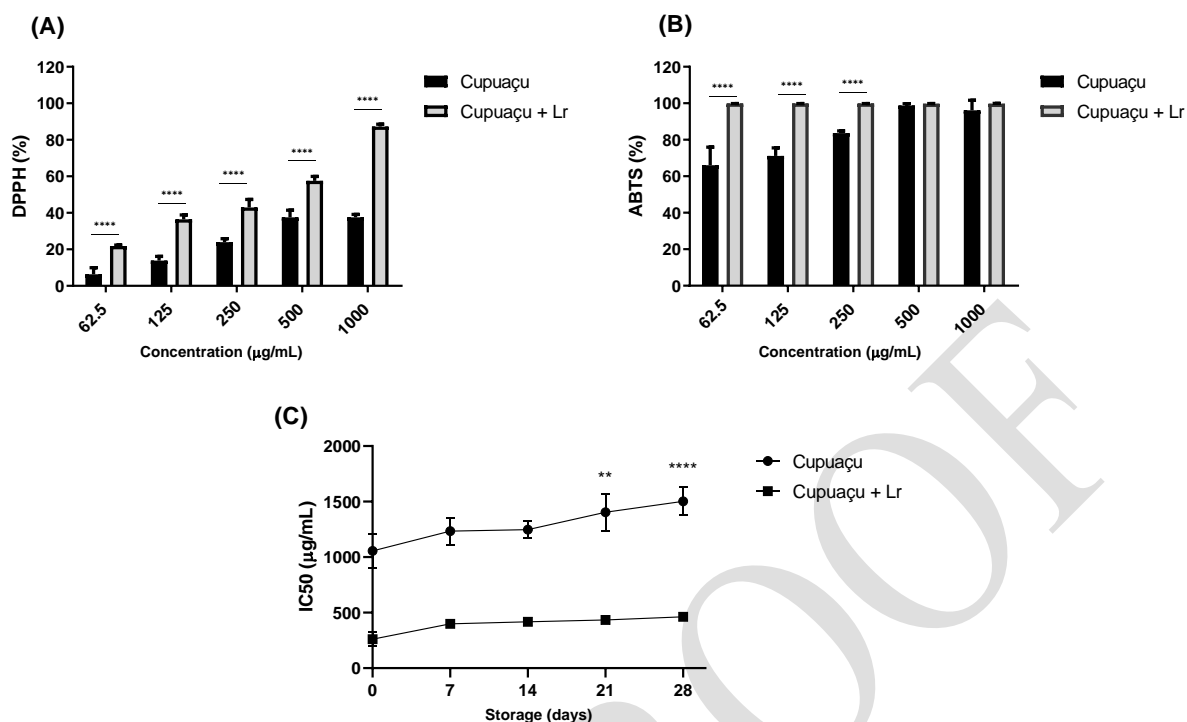 (A)
120
100
80
60
40
20
0
DPPH (%)
****
****
****
****
****
62.5
125
250
500
1000
Concentration (µg/mL)
Cupuaçu
Cupuaçu + Lr
(B)
120
100
80
60
40
20
0
ABTS (%)
****
****
****
62.5
125
250
500
1000
Concentration (µg/mL)
Cupuaçu
Cupuaçu + Lr
(C)
2000
1500
1000
500
0
IC50 (µg/mL)
**
****
0
7
14
21
28
Storage (days)
Cupuaçu
Cupuaçu + Lr
OOF